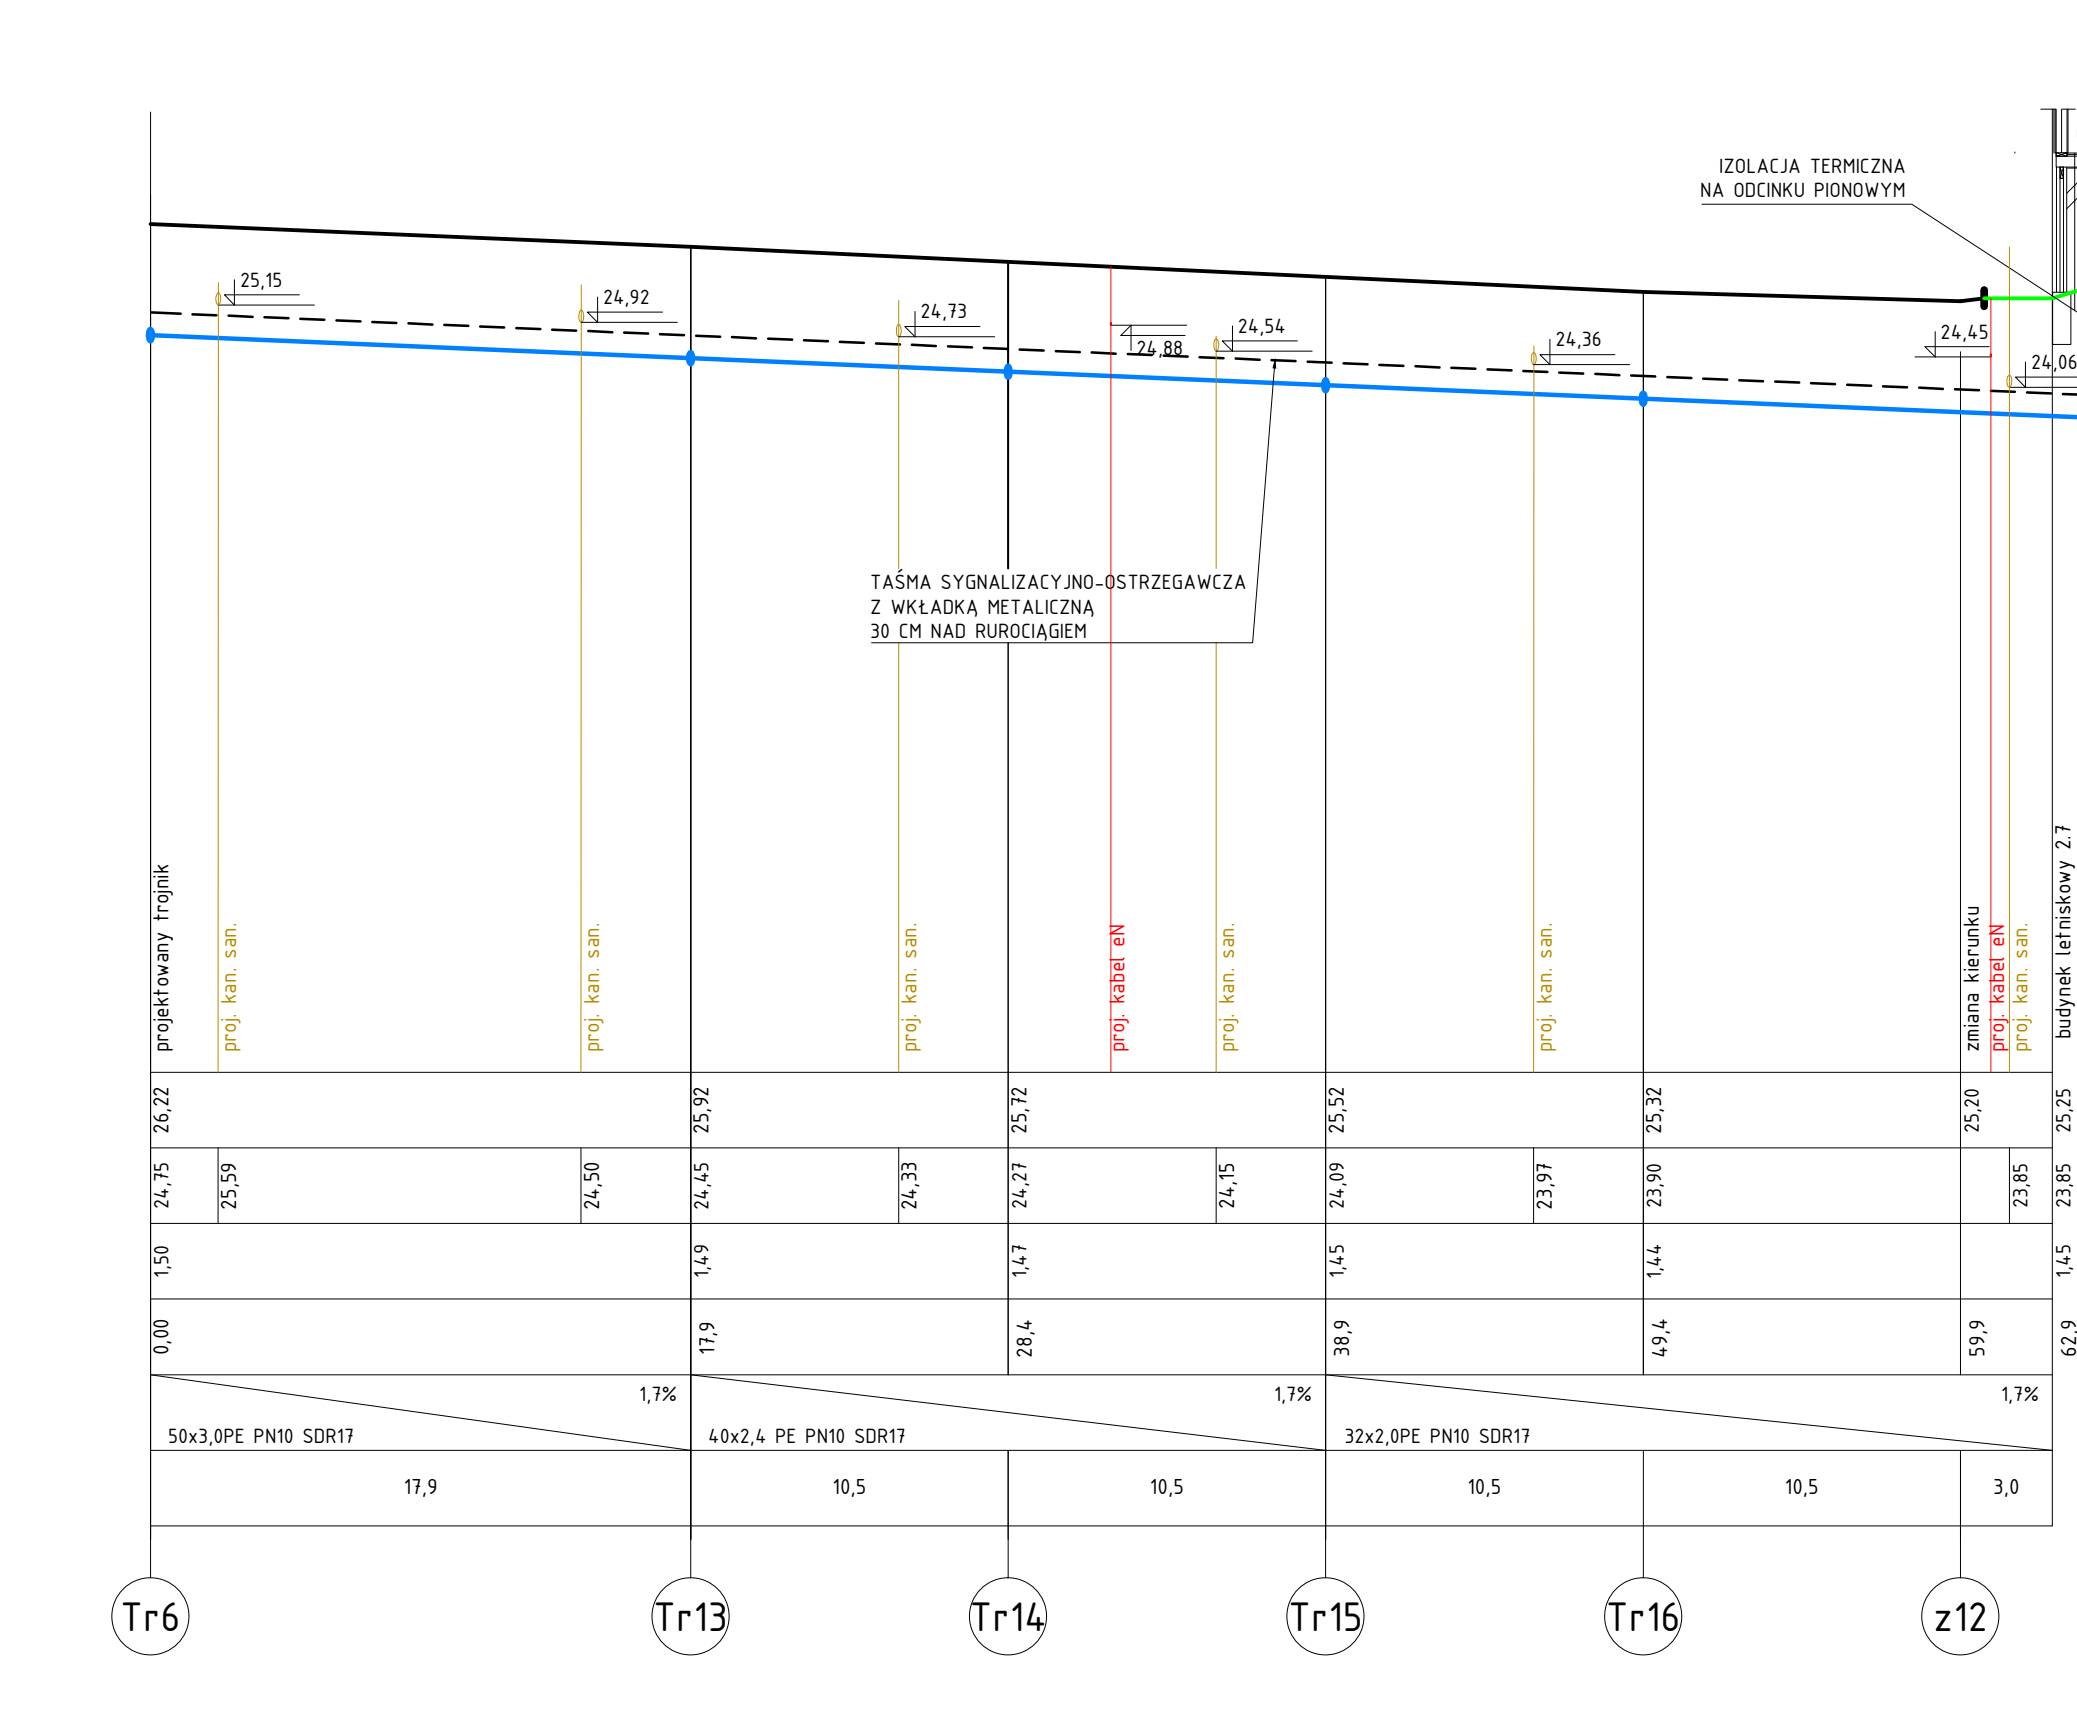 IZOLACJA TERMICZNA
NA ODCINKU PIONOWYM
25,15
24,92
24,73
24,88
24,54
24,36
24,45
24,06
TAŚMA SYGNALIZACYJNO-OSTRZEGAWCZA
Z WKŁADKĄ METALICZNĄ
30 CM NAD RUROCIĄGIEM
projektowany trojnik
proj. kan. san.
proj. kan. san.
proj. kan. san.
proj. kabel eN
proj. kan. san.
proj. kan. san.
zmiana kierunku
proj. kabel eN
proj. kan. san.
budynek letniskowy 2.7
26,22
25,92
25,72
25,52
25,32
25,20
25,25
24,75
25,59
24,50
24,45
24,33
24,27
24,15
24,09
23,97
23,90
23,85
23,85
1,50
1,49
1,47
1,45
1,44
1,45
0,00
17,9
28,4
38,9
49,4
59,9
62,9
1,7%
1,7%
1,7%
50x3,0PE PN10 SDR17
40x2,4 PE PN10 SDR17
32x2,0PE PN10 SDR17
17,9
10,5
10,5
10,5
10,5
3,0
Tr6
Tr13
Tr14
Tr15
Tr16
z12